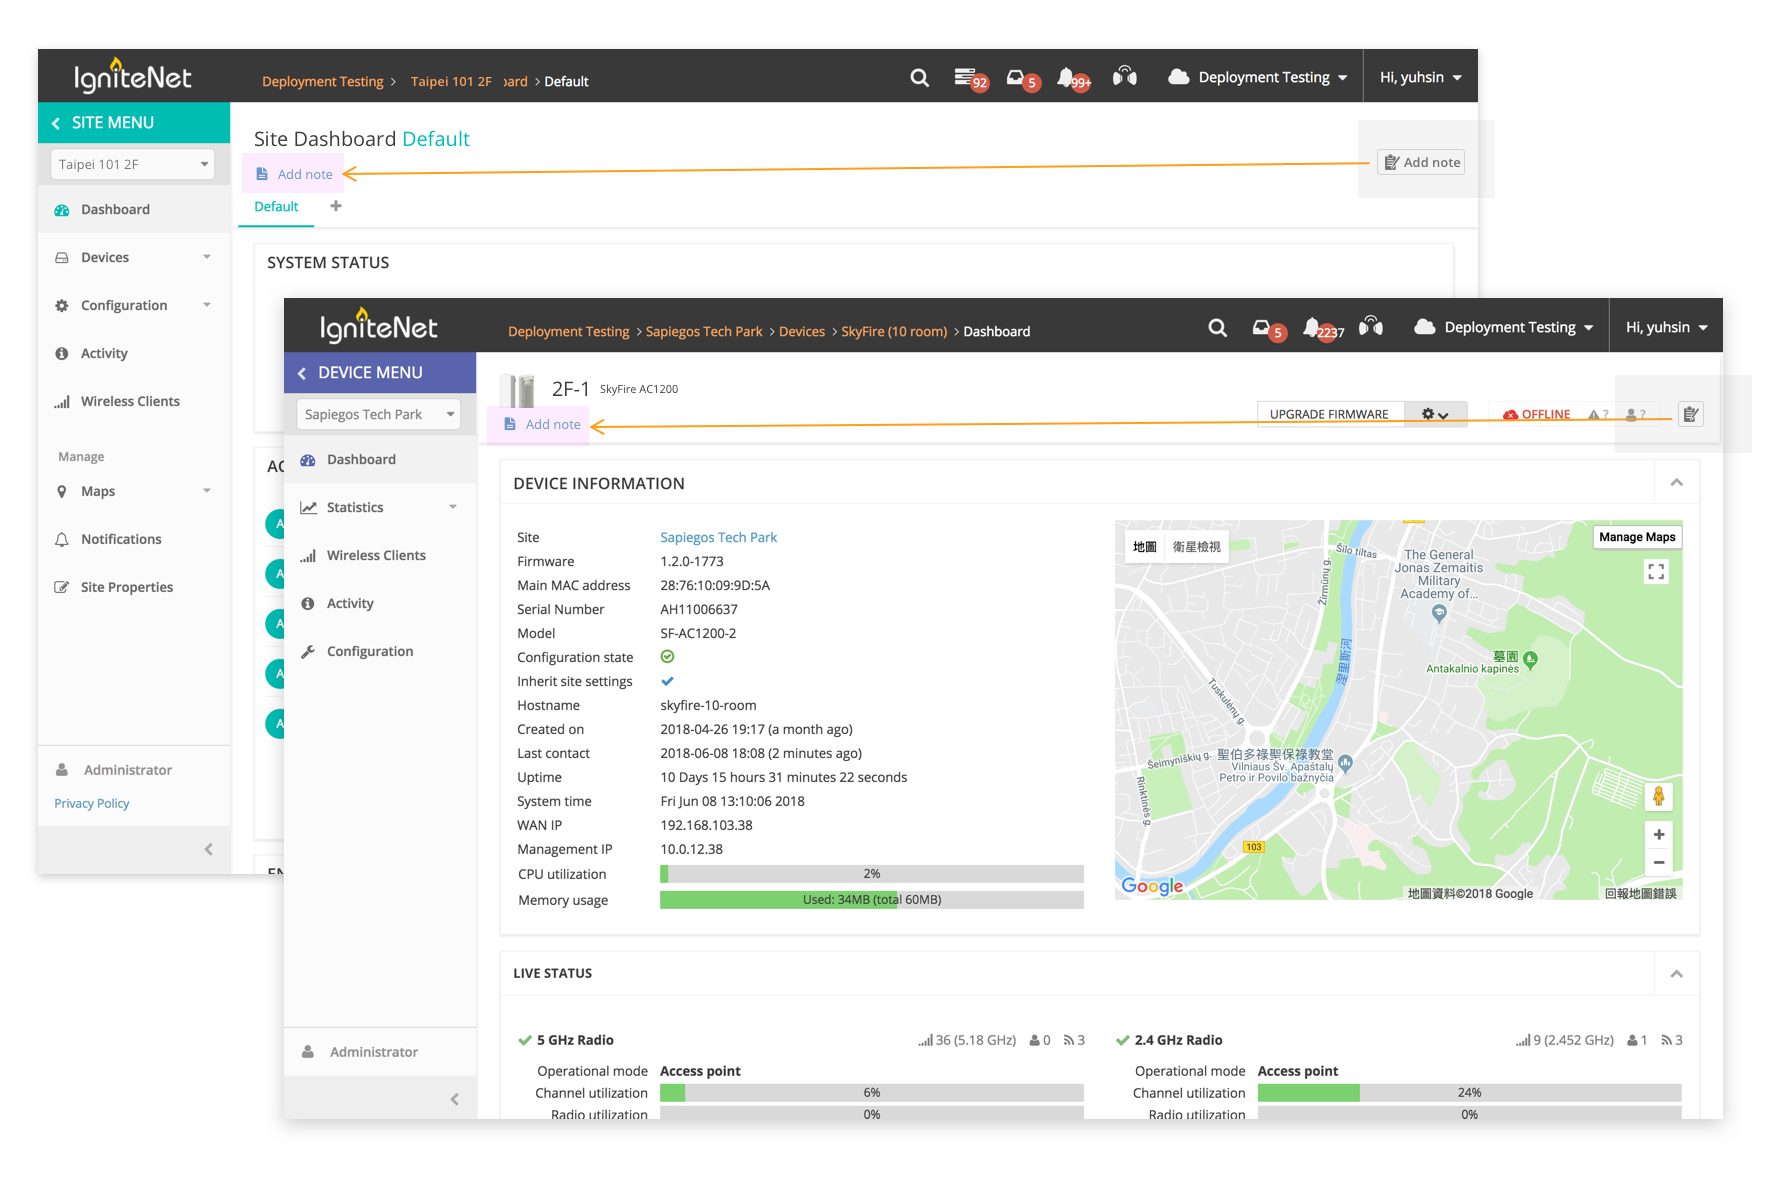 IgniteNet
Deployment Testing > Taipei 101 2F board > Default
92
5
99+
Deployment Testing
Hi, yuhsin
SITE MENU
Taipei 101 2F
Dashboard
Devices
Configuration
Activity
Wireless Clients
Manage
Maps
Notifications
Site Properties
Administrator
Privacy Policy
Site Dashboard Default
Add note
Add note
Default
SYSTEM STATUS
AC
A
A
A
A
A
EN
IgniteNet
Deployment Testing > Sapiegos Tech Park > Devices > SkyFire (10 room) > Dashboard
5
2237
Deployment Testing
Hi, yuhsin
DEVICE MENU
Sapiegos Tech Park
Dashboard
Statistics
Wireless Clients
Activity
Configuration
Administrator
2F-1 SkyFire AC1200
Add note
UPGRADE FIRMWARE
OFFLINE
?
?
DEVICE INFORMATION
Site Sapiegos Tech Park
Firmware 1.2.0-1773
Main MAC address 28:76:10:09:9D:5A
Serial Number AH11006637
Model SF-AC1200-2
Configuration state
Inherit site settings
Hostname skyfire-10-room
Created on 2018-04-26 19:17 (a month ago)
Last contact 2018-06-08 18:08 (2 minutes ago)
Uptime 10 Days 15 hours 31 minutes 22 seconds
System time Fri Jun 08 13:10:06 2018
WAN IP 192.168.103.38
Management IP 10.0.12.38
CPU utilization 2%
Memory usage Used: 34MB (total 60MB)
地圖 衛星檢視
Manage Maps
Šilo tiltas
The General
Jonas Zemaitis
Military
Academy of...
Žirmūnų g.
墓園
Antakalnio kapinės
涅里斯河
Tuskulėnų g.
Šeimyniškių g.
聖伯多祿聖保祿教堂
Vilniaus Šv. Apaštalų
Petro ir Povilo bažnyčia
Rinktinės g.
103
Google
地圖資料©2018 Google
回報地圖錯誤
LIVE STATUS
5 GHz Radio 36 (5.18 GHz) 0 3
Operational mode Access point
Channel utilization 6%
Radio utilization 0%
2.4 GHz Radio 9 (2.452 GHz) 1 3
Operational mode Access point
Channel utilization 24%
Radio utilization 0%